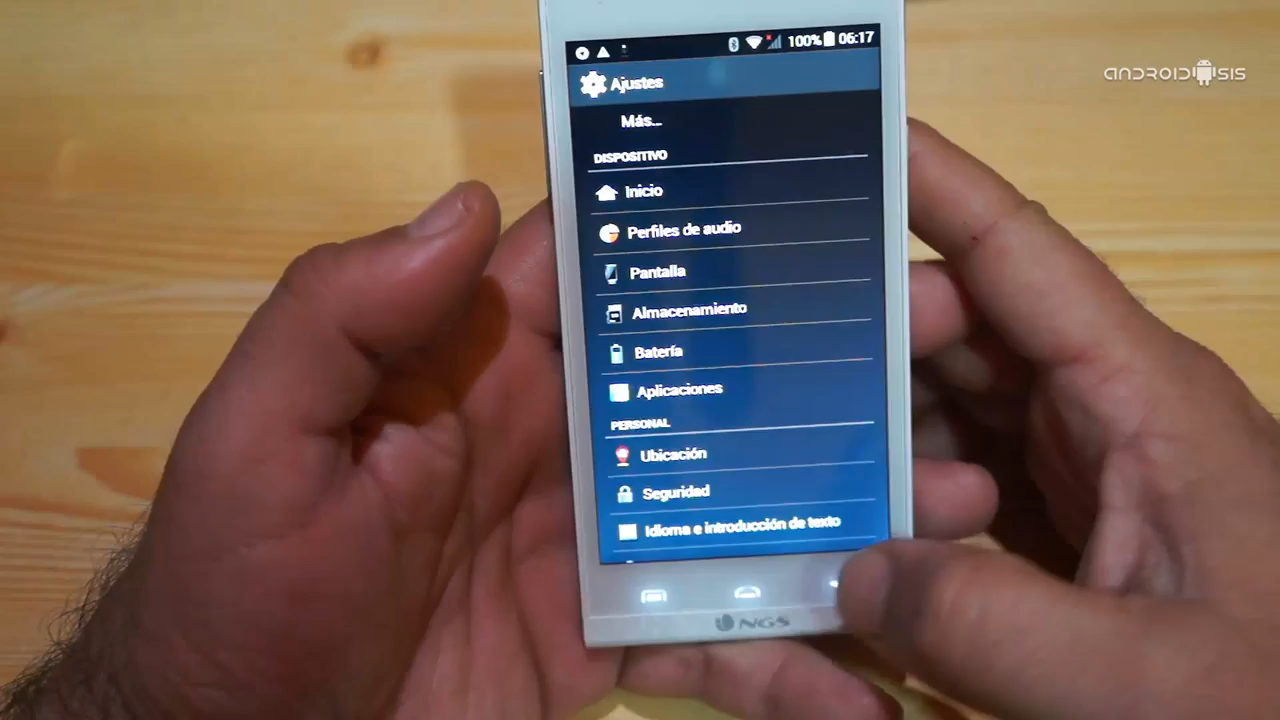 ANDROIDSIS
100% 06:17
Ajustes
Más...
DISPOSITIVO
Inicio
Perfiles de audio
Pantalla
Almacenamiento
Batería
Aplicaciones
PERSONAL
Ubicación
Seguridad
Idioma e introducción de texto
NGS